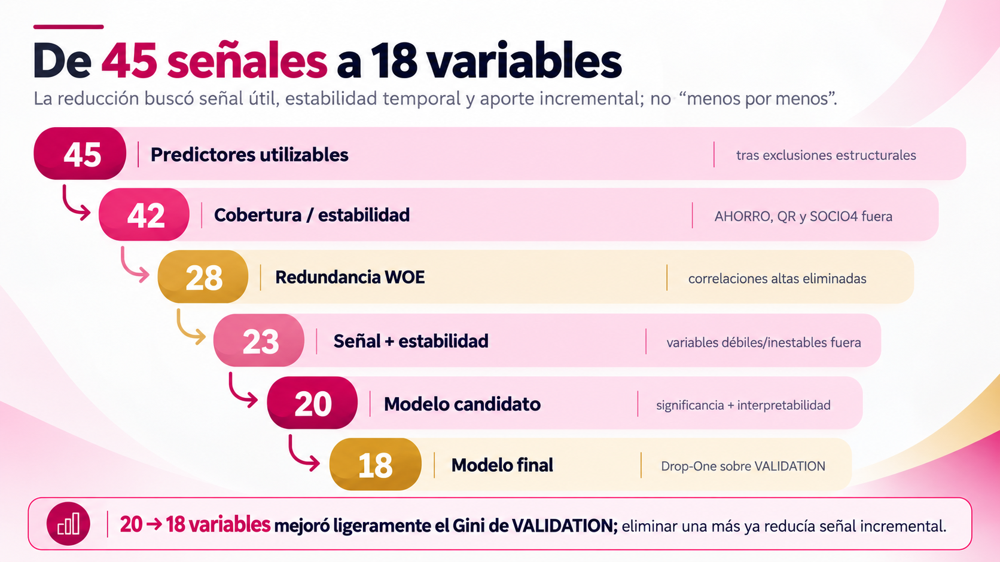 De 45 señales a 18 variables
La reducción buscó señal útil, estabilidad temporal y aporte incremental; no “menos por menos”.
45 Predictores utilizables tras exclusiones estructurales
42 Cobertura / estabilidad AHORRO, QR y SOCIO4 fuera
28 Redundancia WOE correlaciones altas eliminadas
23 Señal + estabilidad variables débiles/inestables fuera
20 Modelo candidato significancia + interpretabilidad
18 Modelo final Drop-One sobre VALIDATION
20 → 18 variables mejoró ligeramente el Gini de VALIDATION; eliminar una más ya reducía señal incremental.